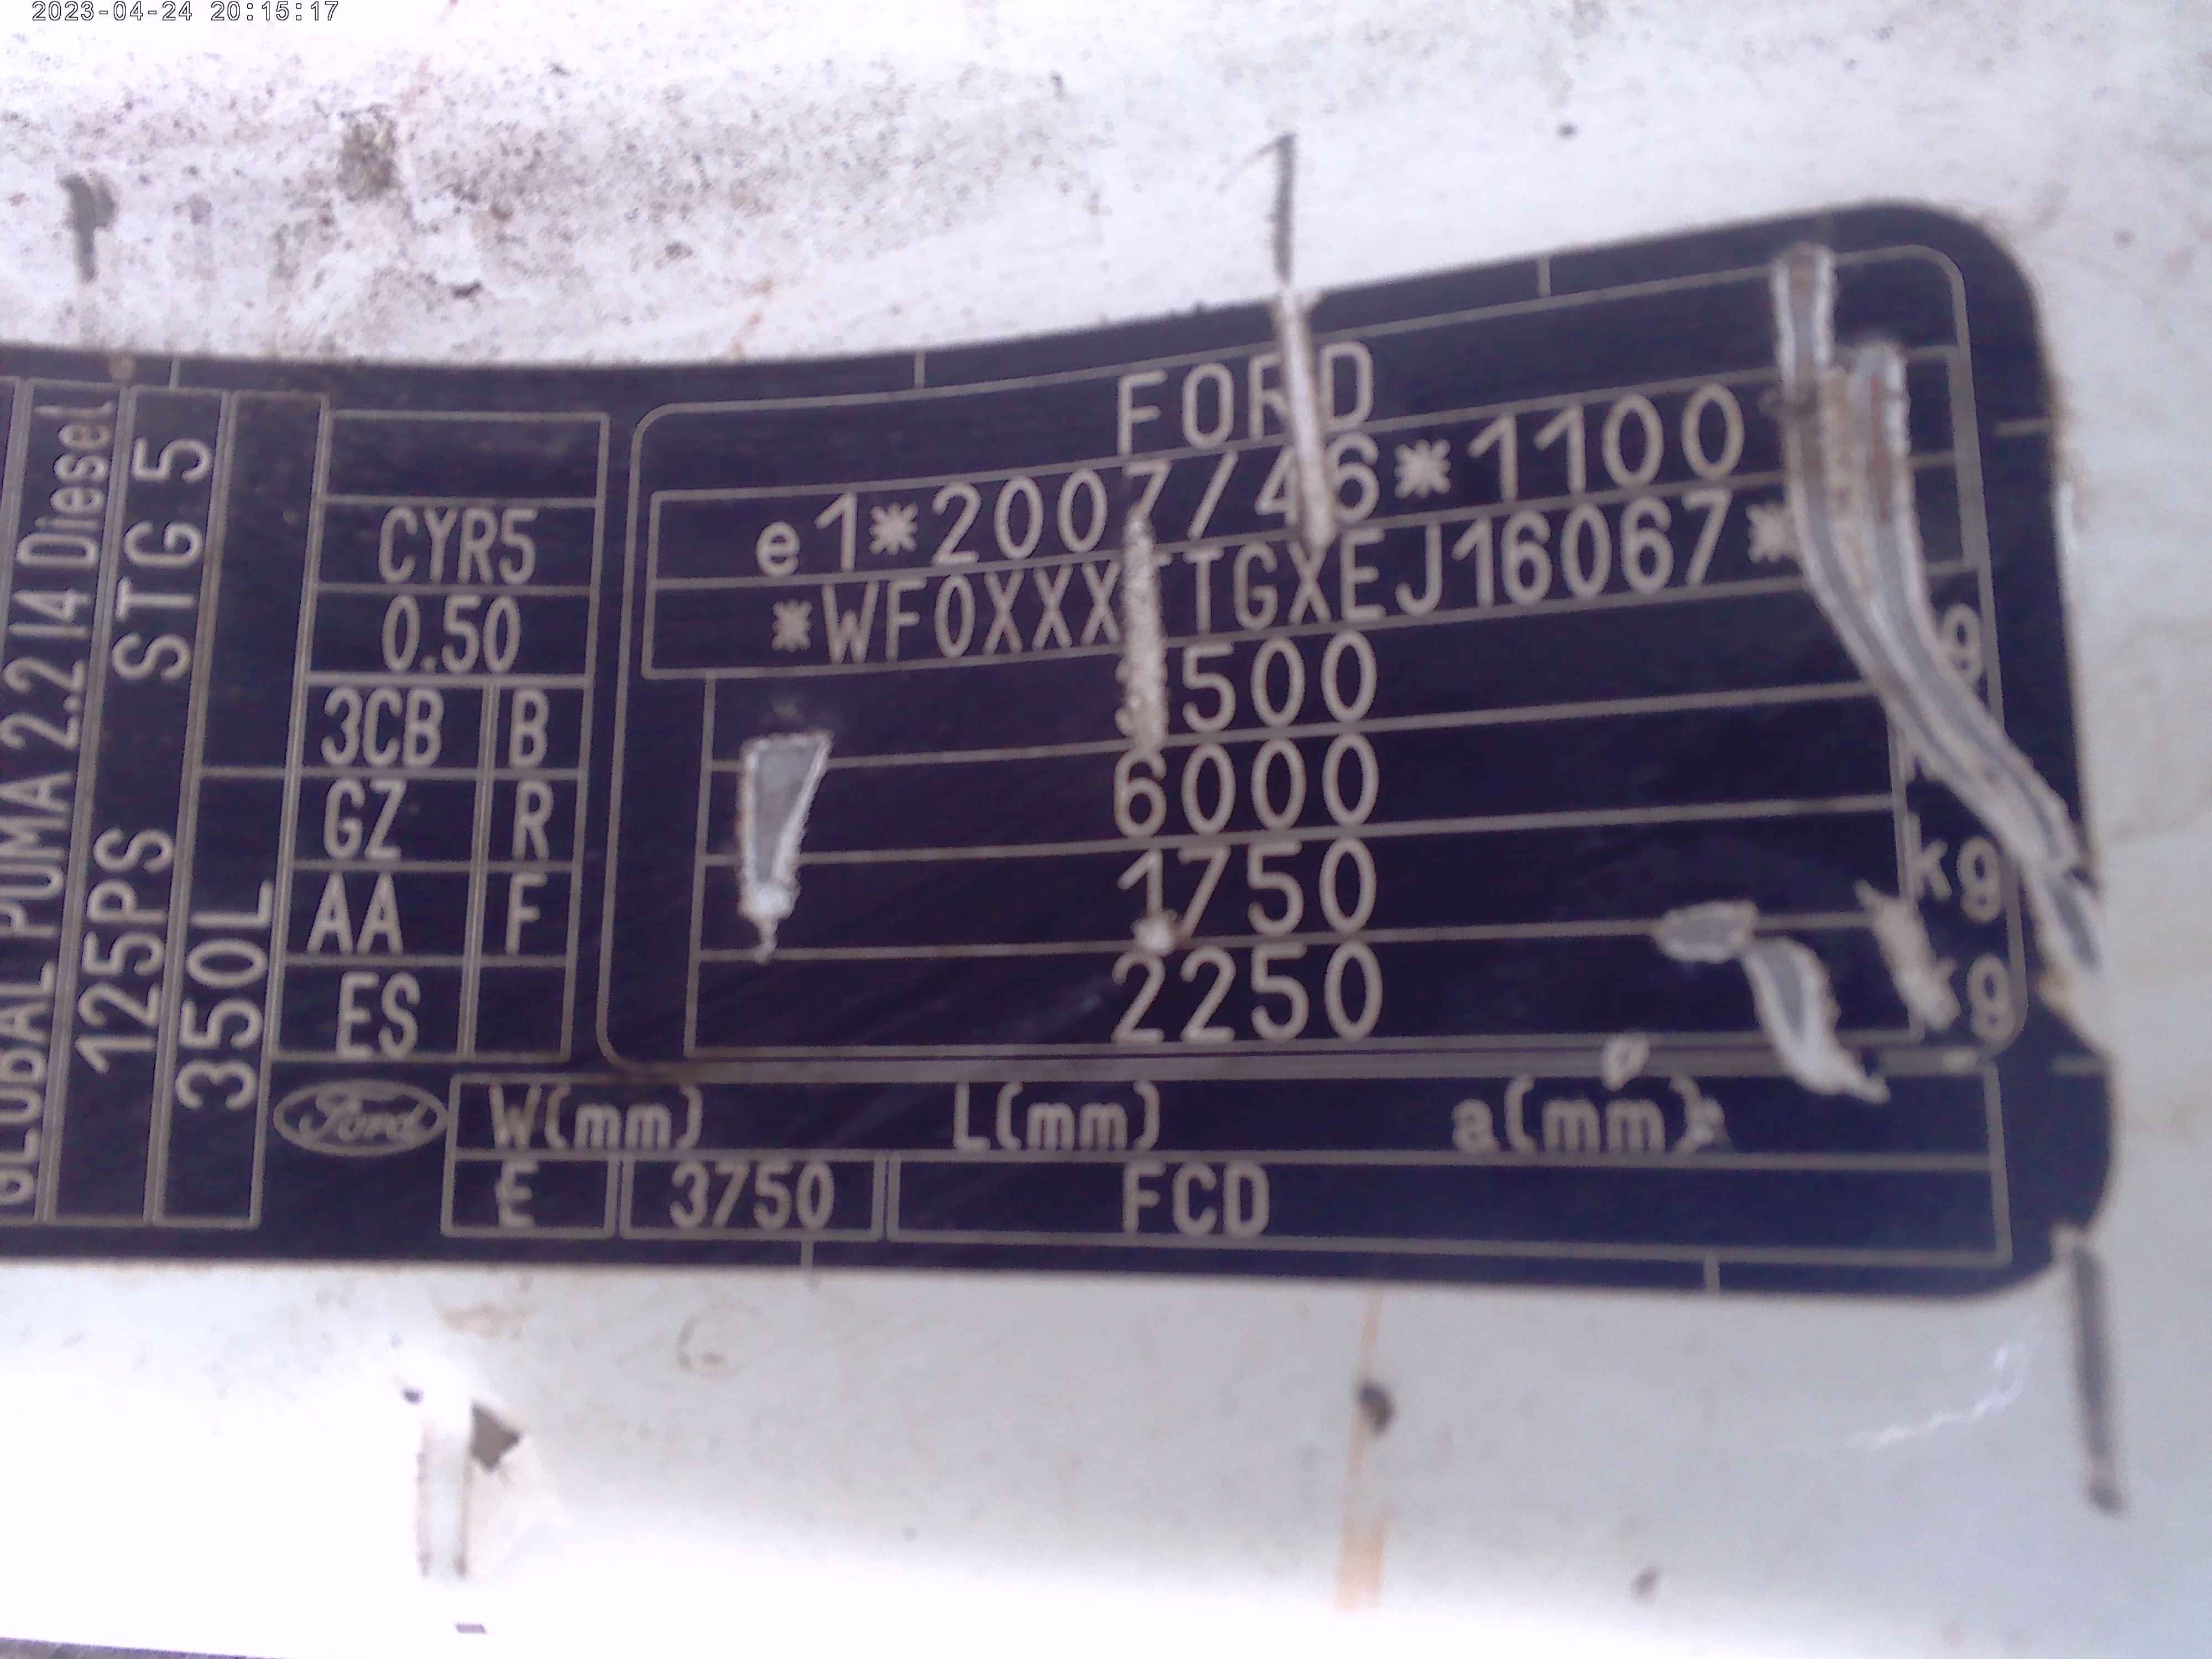 2023-04-24 20:15:17
FORD
e1*2007/46*1100
TGXEJ16067*
6000
1750 kg
2250 kg
GLOBAL PUMA 2.2 I4 Diesel
125PS STG 5
350L
CYR5
0.50
3CB B
GZ R
AA F
ES
Ford
W(mm) L(mm) a(mm)
E 3750 FCD